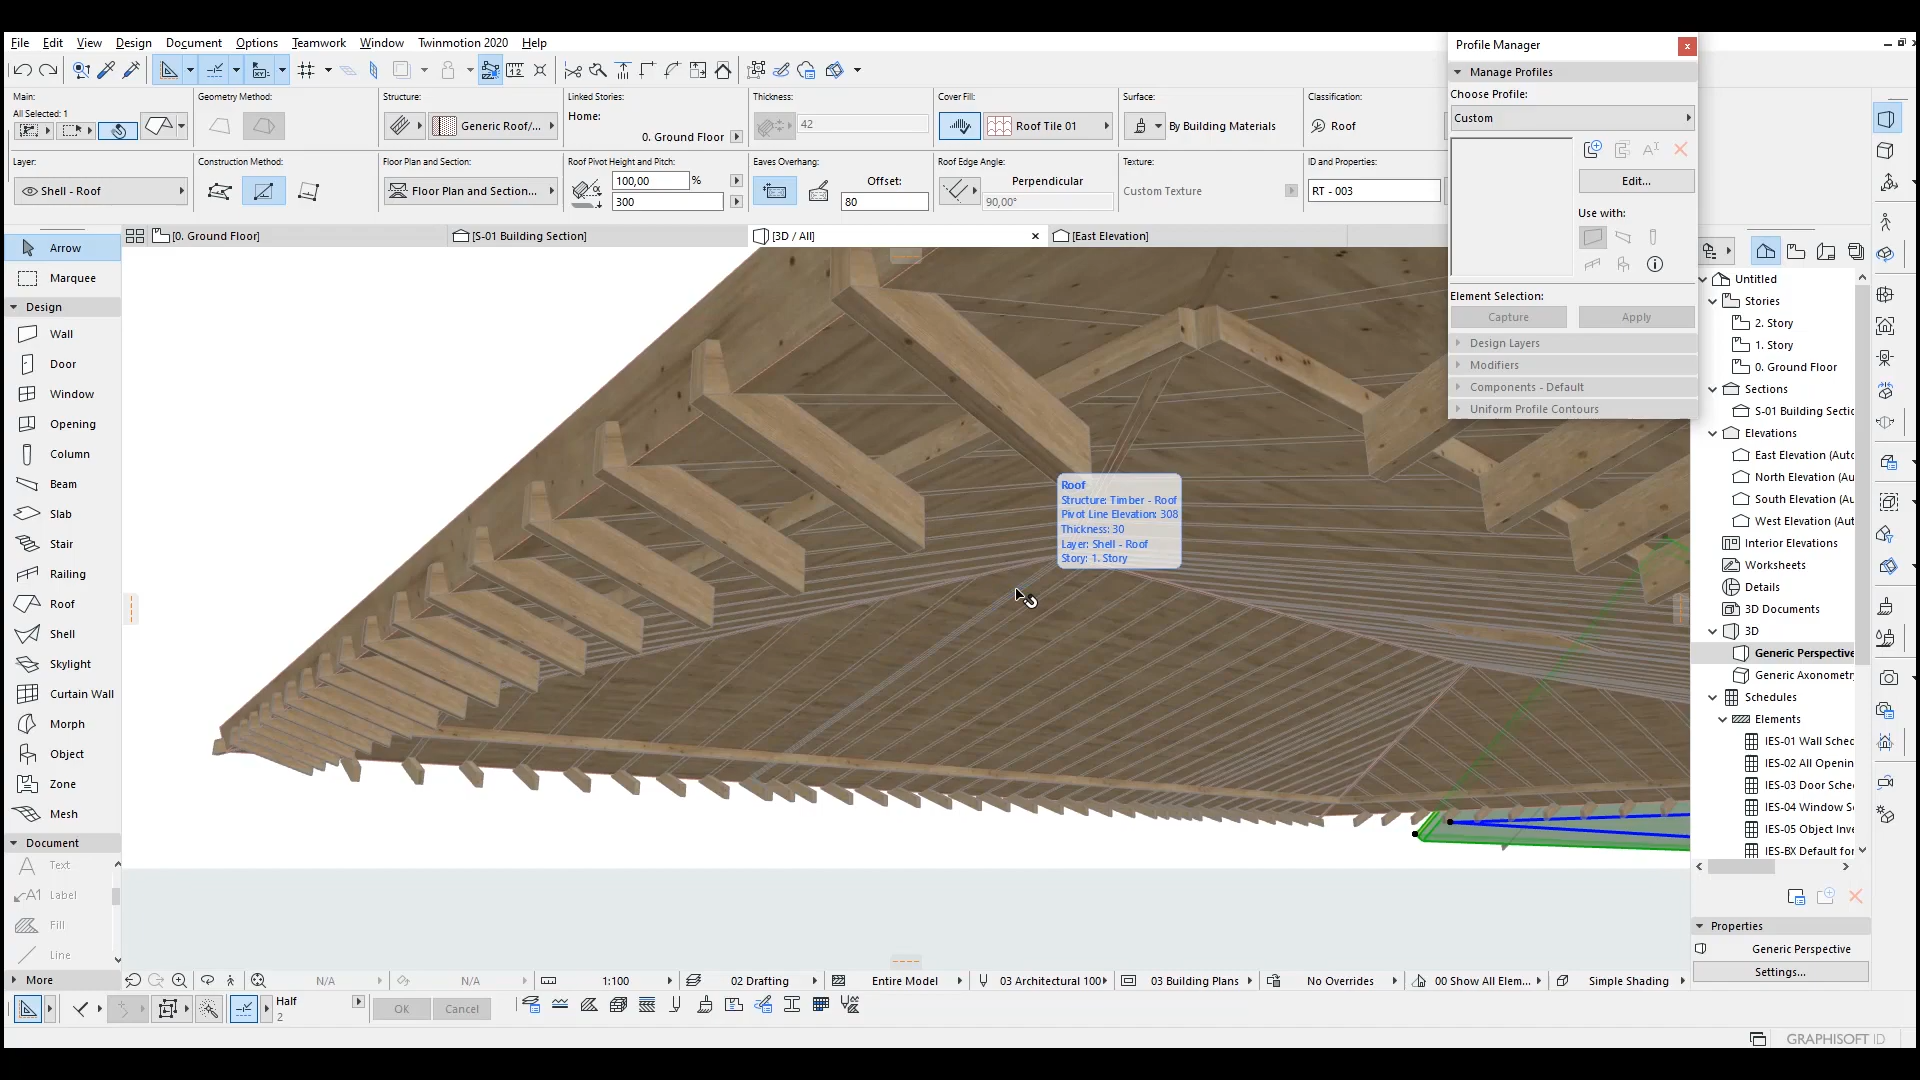 File Edit View Design Document Options Teamwork Window Twinmotion 2020 Help
Profile Manager
Manage Profiles
Choose Profile:
Custom
Edit...
Use with:
Element Selection:
Capture Apply
Design Layers
Modifiers
Components - Default
Uniform Profile Contours
Main:
All Selected: 1
Geometry Method:
Structure:
Generic Roof/...
Linked Stories:
Home:
0. Ground Floor
Thickness:
42
Cover Fill:
Roof Tile 01
Surface:
By Building Materials
Classification:
Roof
Layer:
Shell - Roof
Construction Method:
Floor Plan and Section:
Floor Plan and Section...
Roof Pivot Height and Pitch:
100,00 %
300
Eaves Overhang:
Offset:
80
Roof Edge Angle:
Perpendicular
90,00°
Texture:
Custom Texture
ID and Properties:
RT - 003
[0. Ground Floor] [S-01 Building Section] [3D / All] [East Elevation]
Arrow
Marquee
Design
Wall
Door
Window
Opening
Column
Beam
Slab
Stair
Railing
Roof
Shell
Skylight
Curtain Wall
Morph
Object
Zone
Mesh
Document
Text
Label
Fill
Line
More
Roof
Structure: Timber - Roof
Pivot Line Elevation: 308
Thickness: 30
Layer: Shell - Roof
Story: 1. Story
Untitled
Stories
2. Story
1. Story
0. Ground Floor
Sections
S-01 Building Sectio
Elevations
East Elevation (Auto
North Elevation (Au
South Elevation (Au
West Elevation (Aut
Interior Elevations
Worksheets
Details
3D Documents
3D
Generic Perspective
Generic Axonometr
Schedules
Elements
IES-01 Wall Sched
IES-02 All Openin
IES-03 Door Sche
IES-04 Window S
IES-05 Object Inve
IES-BX Default for
Properties
Generic Perspective
Settings...
N/A N/A 1:100 02 Drafting Entire Model 03 Architectural 100 03 Building Plans No Overrides 00 Show All Elem... Simple Shading
Half
2
OK Cancel
GRAPHISOFT ID